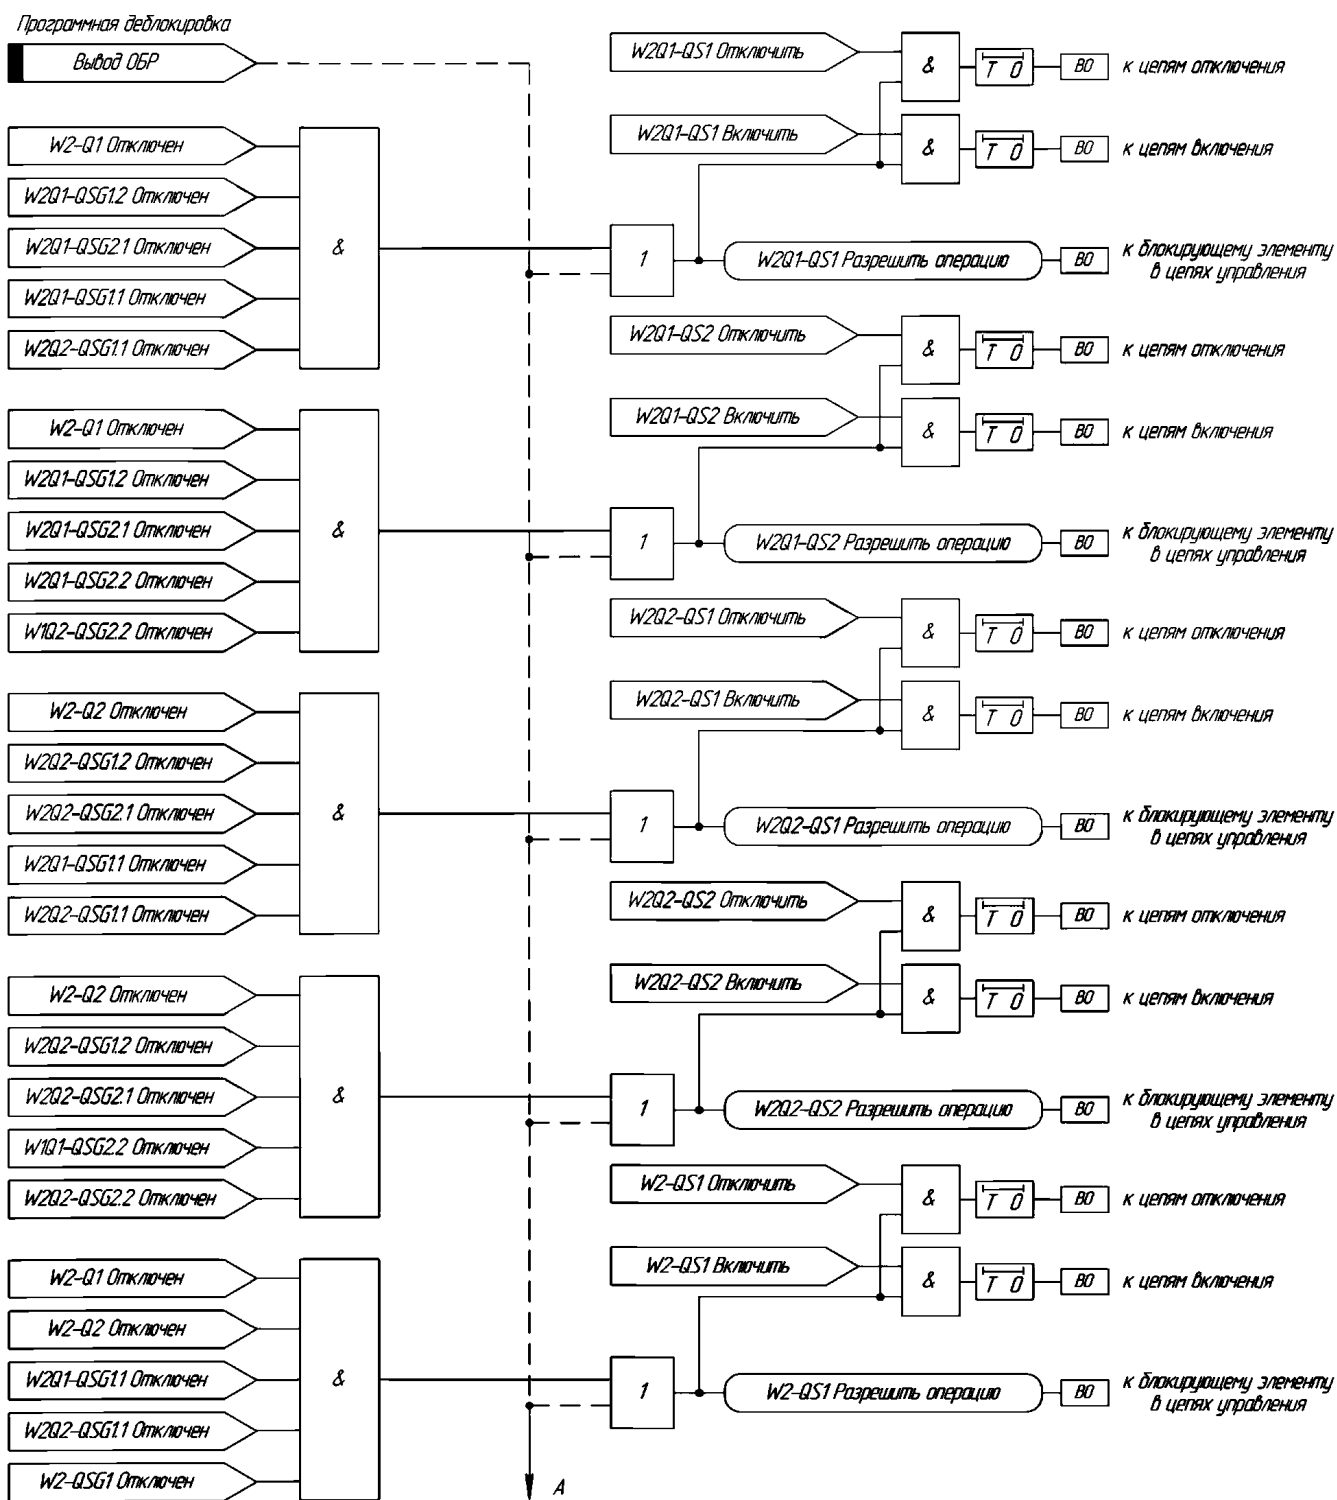 Программная деблокировка
Вывод ОБР
W2-Q1 Отключен
W2Q1-QSG1.2 Отключен
W2Q1-QSG2.1 Отключен
W2Q1-QSG1.1 Отключен
W2Q2-QSG1.1 Отключен
&
1
W2Q1-QS1 Отключить
&
T 0
ВО
к цепям отключения
W2Q1-QS1 Включить
&
T 0
ВО
к цепям включения
W2Q1-QS1 Разрешить операцию
ВО
к блокирующему элементу
в цепях управления
W2-Q1 Отключен
W2Q1-QSG1.2 Отключен
W2Q1-QSG2.1 Отключен
W2Q1-QSG2.2 Отключен
W1Q2-QSG2.2 Отключен
&
1
W2Q1-QS2 Отключить
&
T 0
ВО
к цепям отключения
W2Q1-QS2 Включить
&
T 0
ВО
к цепям включения
W2Q1-QS2 Разрешить операцию
ВО
к блокирующему элементу
в цепях управления
W2-Q2 Отключен
W2Q2-QSG1.2 Отключен
W2Q2-QSG2.1 Отключен
W2Q1-QSG1.1 Отключен
W2Q2-QSG1.1 Отключен
&
1
W2Q2-QS1 Отключить
&
T 0
ВО
к цепям отключения
W2Q2-QS1 Включить
&
T 0
ВО
к цепям включения
W2Q2-QS1 Разрешить операцию
ВО
к блокирующему элементу
в цепях управления
W2-Q2 Отключен
W2Q2-QSG1.2 Отключен
W2Q2-QSG2.1 Отключен
W1Q1-QSG2.2 Отключен
W2Q2-QSG2.2 Отключен
&
1
W2Q2-QS2 Отключить
&
T 0
ВО
к цепям отключения
W2Q2-QS2 Включить
&
T 0
ВО
к цепям включения
W2Q2-QS2 Разрешить операцию
ВО
к блокирующему элементу
в цепях управления
W2-Q1 Отключен
W2-Q2 Отключен
W2Q1-QSG1.1 Отключен
W2Q2-QSG1.1 Отключен
W2-QSG1 Отключен
&
1
W2-QS1 Отключить
&
T 0
ВО
к цепям отключения
W2-QS1 Включить
&
T 0
ВО
к цепям включения
W2-QS1 Разрешить операцию
ВО
к блокирующему элементу
в цепях управления
А